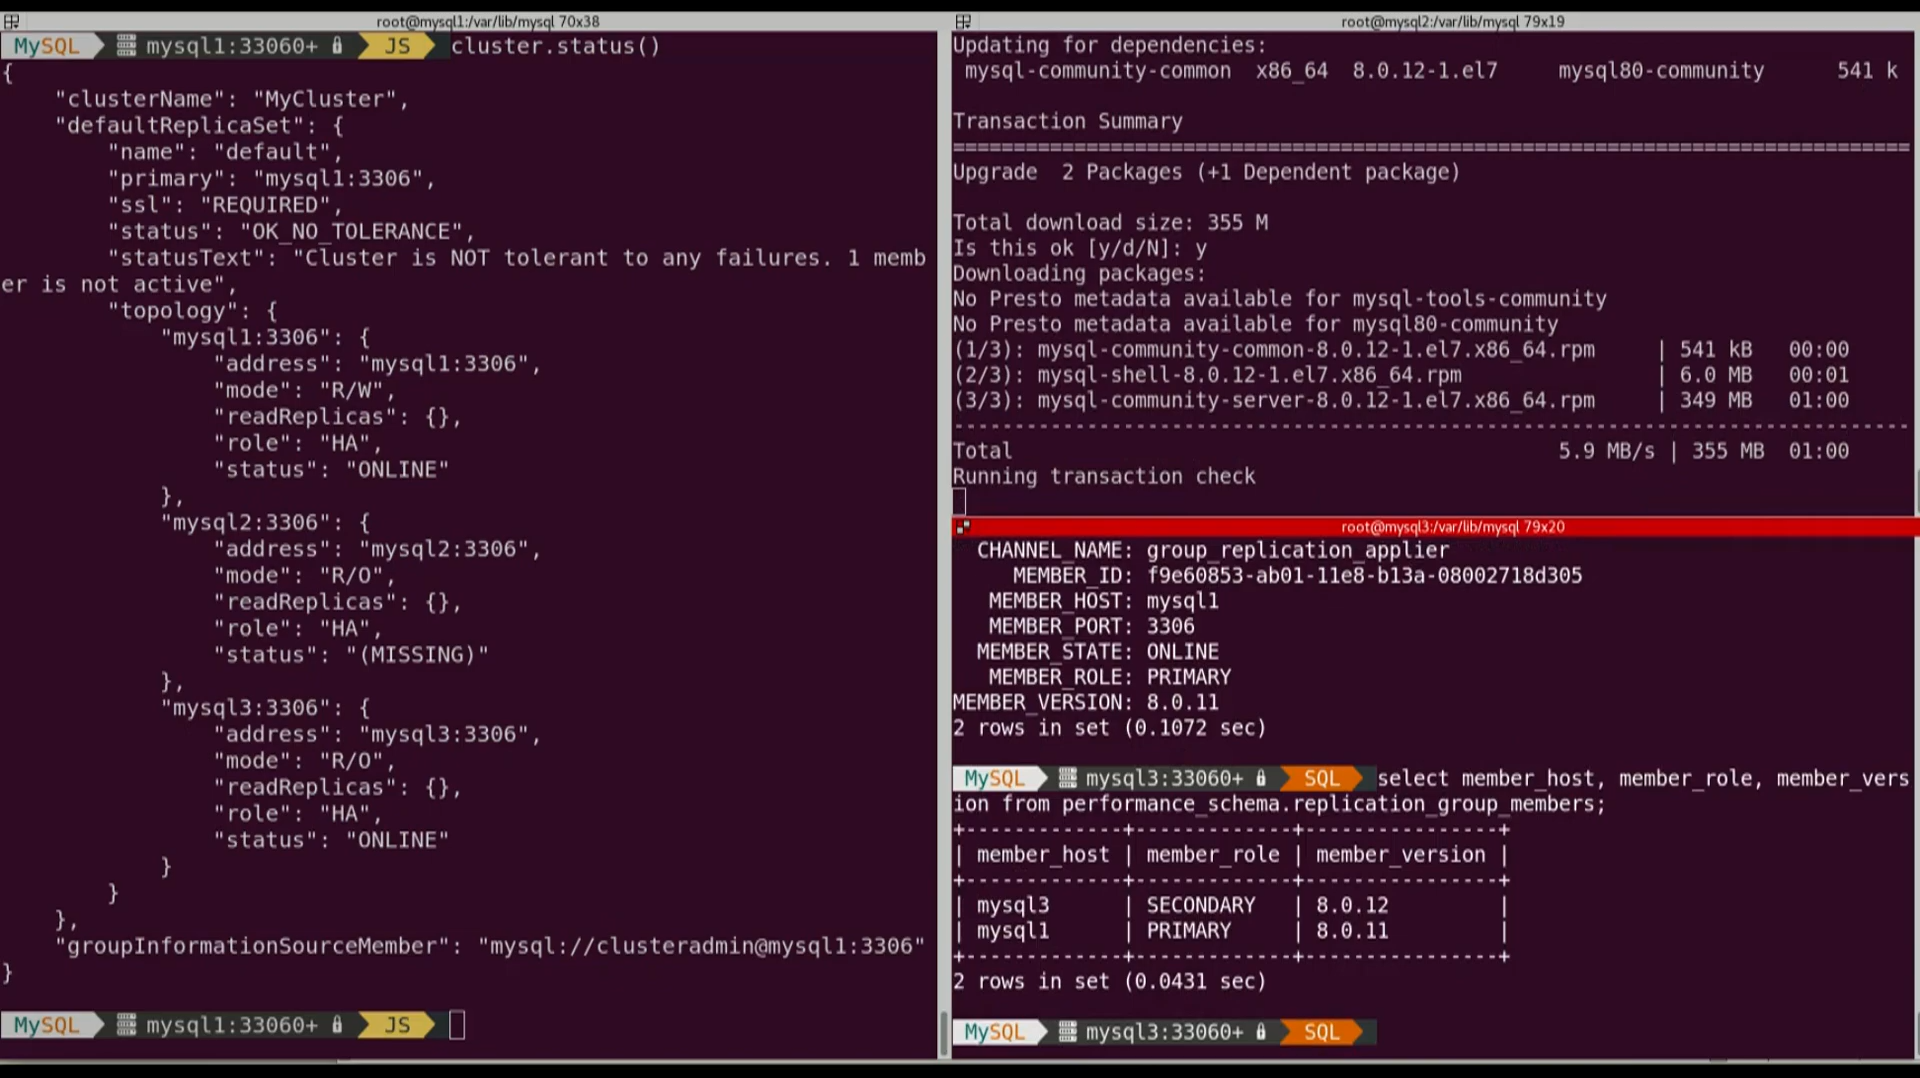 root@mysql1:/var/lib/mysql 70x38
MySQL mysql1:33060+ JS cluster.status()
{
    "clusterName": "MyCluster",
    "defaultReplicaSet": {
        "name": "default",
        "primary": "mysql1:3306",
        "ssl": "REQUIRED",
        "status": "OK_NO_TOLERANCE",
        "statusText": "Cluster is NOT tolerant to any failures. 1 memb
er is not active",
        "topology": {
            "mysql1:3306": {
                "address": "mysql1:3306",
                "mode": "R/W",
                "readReplicas": {},
                "role": "HA",
                "status": "ONLINE"
            },
            "mysql2:3306": {
                "address": "mysql2:3306",
                "mode": "R/O",
                "readReplicas": {},
                "role": "HA",
                "status": "(MISSING)"
            },
            "mysql3:3306": {
                "address": "mysql3:3306",
                "mode": "R/O",
                "readReplicas": {},
                "role": "HA",
                "status": "ONLINE"
            }
        }
    },
    "groupInformationSourceMember": "mysql://clusteradmin@mysql1:3306"
}
MySQL mysql1:33060+ JS
root@mysql2:/var/lib/mysql 79x19
Updating for dependencies:
 mysql-community-common  x86_64  8.0.12-1.el7     mysql80-community      541 k
Transaction Summary
===============================================================================
Upgrade  2 Packages (+1 Dependent package)
Total download size: 355 M
Is this ok [y/d/N]: y
Downloading packages:
No Presto metadata available for mysql-tools-community
No Presto metadata available for mysql80-community
(1/3): mysql-community-common-8.0.12-1.el7.x86_64.rpm     | 541 kB   00:00
(2/3): mysql-shell-8.0.12-1.el7.x86_64.rpm                | 6.0 MB   00:01
(3/3): mysql-community-server-8.0.12-1.el7.x86_64.rpm     | 349 MB   01:00
-------------------------------------------------------------------------------
Total                                             5.9 MB/s | 355 MB  01:00
Running transaction check
root@mysql3:/var/lib/mysql 79x20
  CHANNEL_NAME: group_replication_applier
     MEMBER_ID: f9e60853-ab01-11e8-b13a-08002718d305
   MEMBER_HOST: mysql1
   MEMBER_PORT: 3306
  MEMBER_STATE: ONLINE
   MEMBER_ROLE: PRIMARY
MEMBER_VERSION: 8.0.11
2 rows in set (0.1072 sec)
MySQL mysql3:33060+ SQL select member_host, member_role, member_vers
ion from performance_schema.replication_group_members;
+-------------+-------------+----------------+
| member_host | member_role | member_version |
+-------------+-------------+----------------+
| mysql3      | SECONDARY   | 8.0.12         |
| mysql1      | PRIMARY     | 8.0.11         |
+-------------+-------------+----------------+
2 rows in set (0.0431 sec)
MySQL mysql3:33060+ SQL